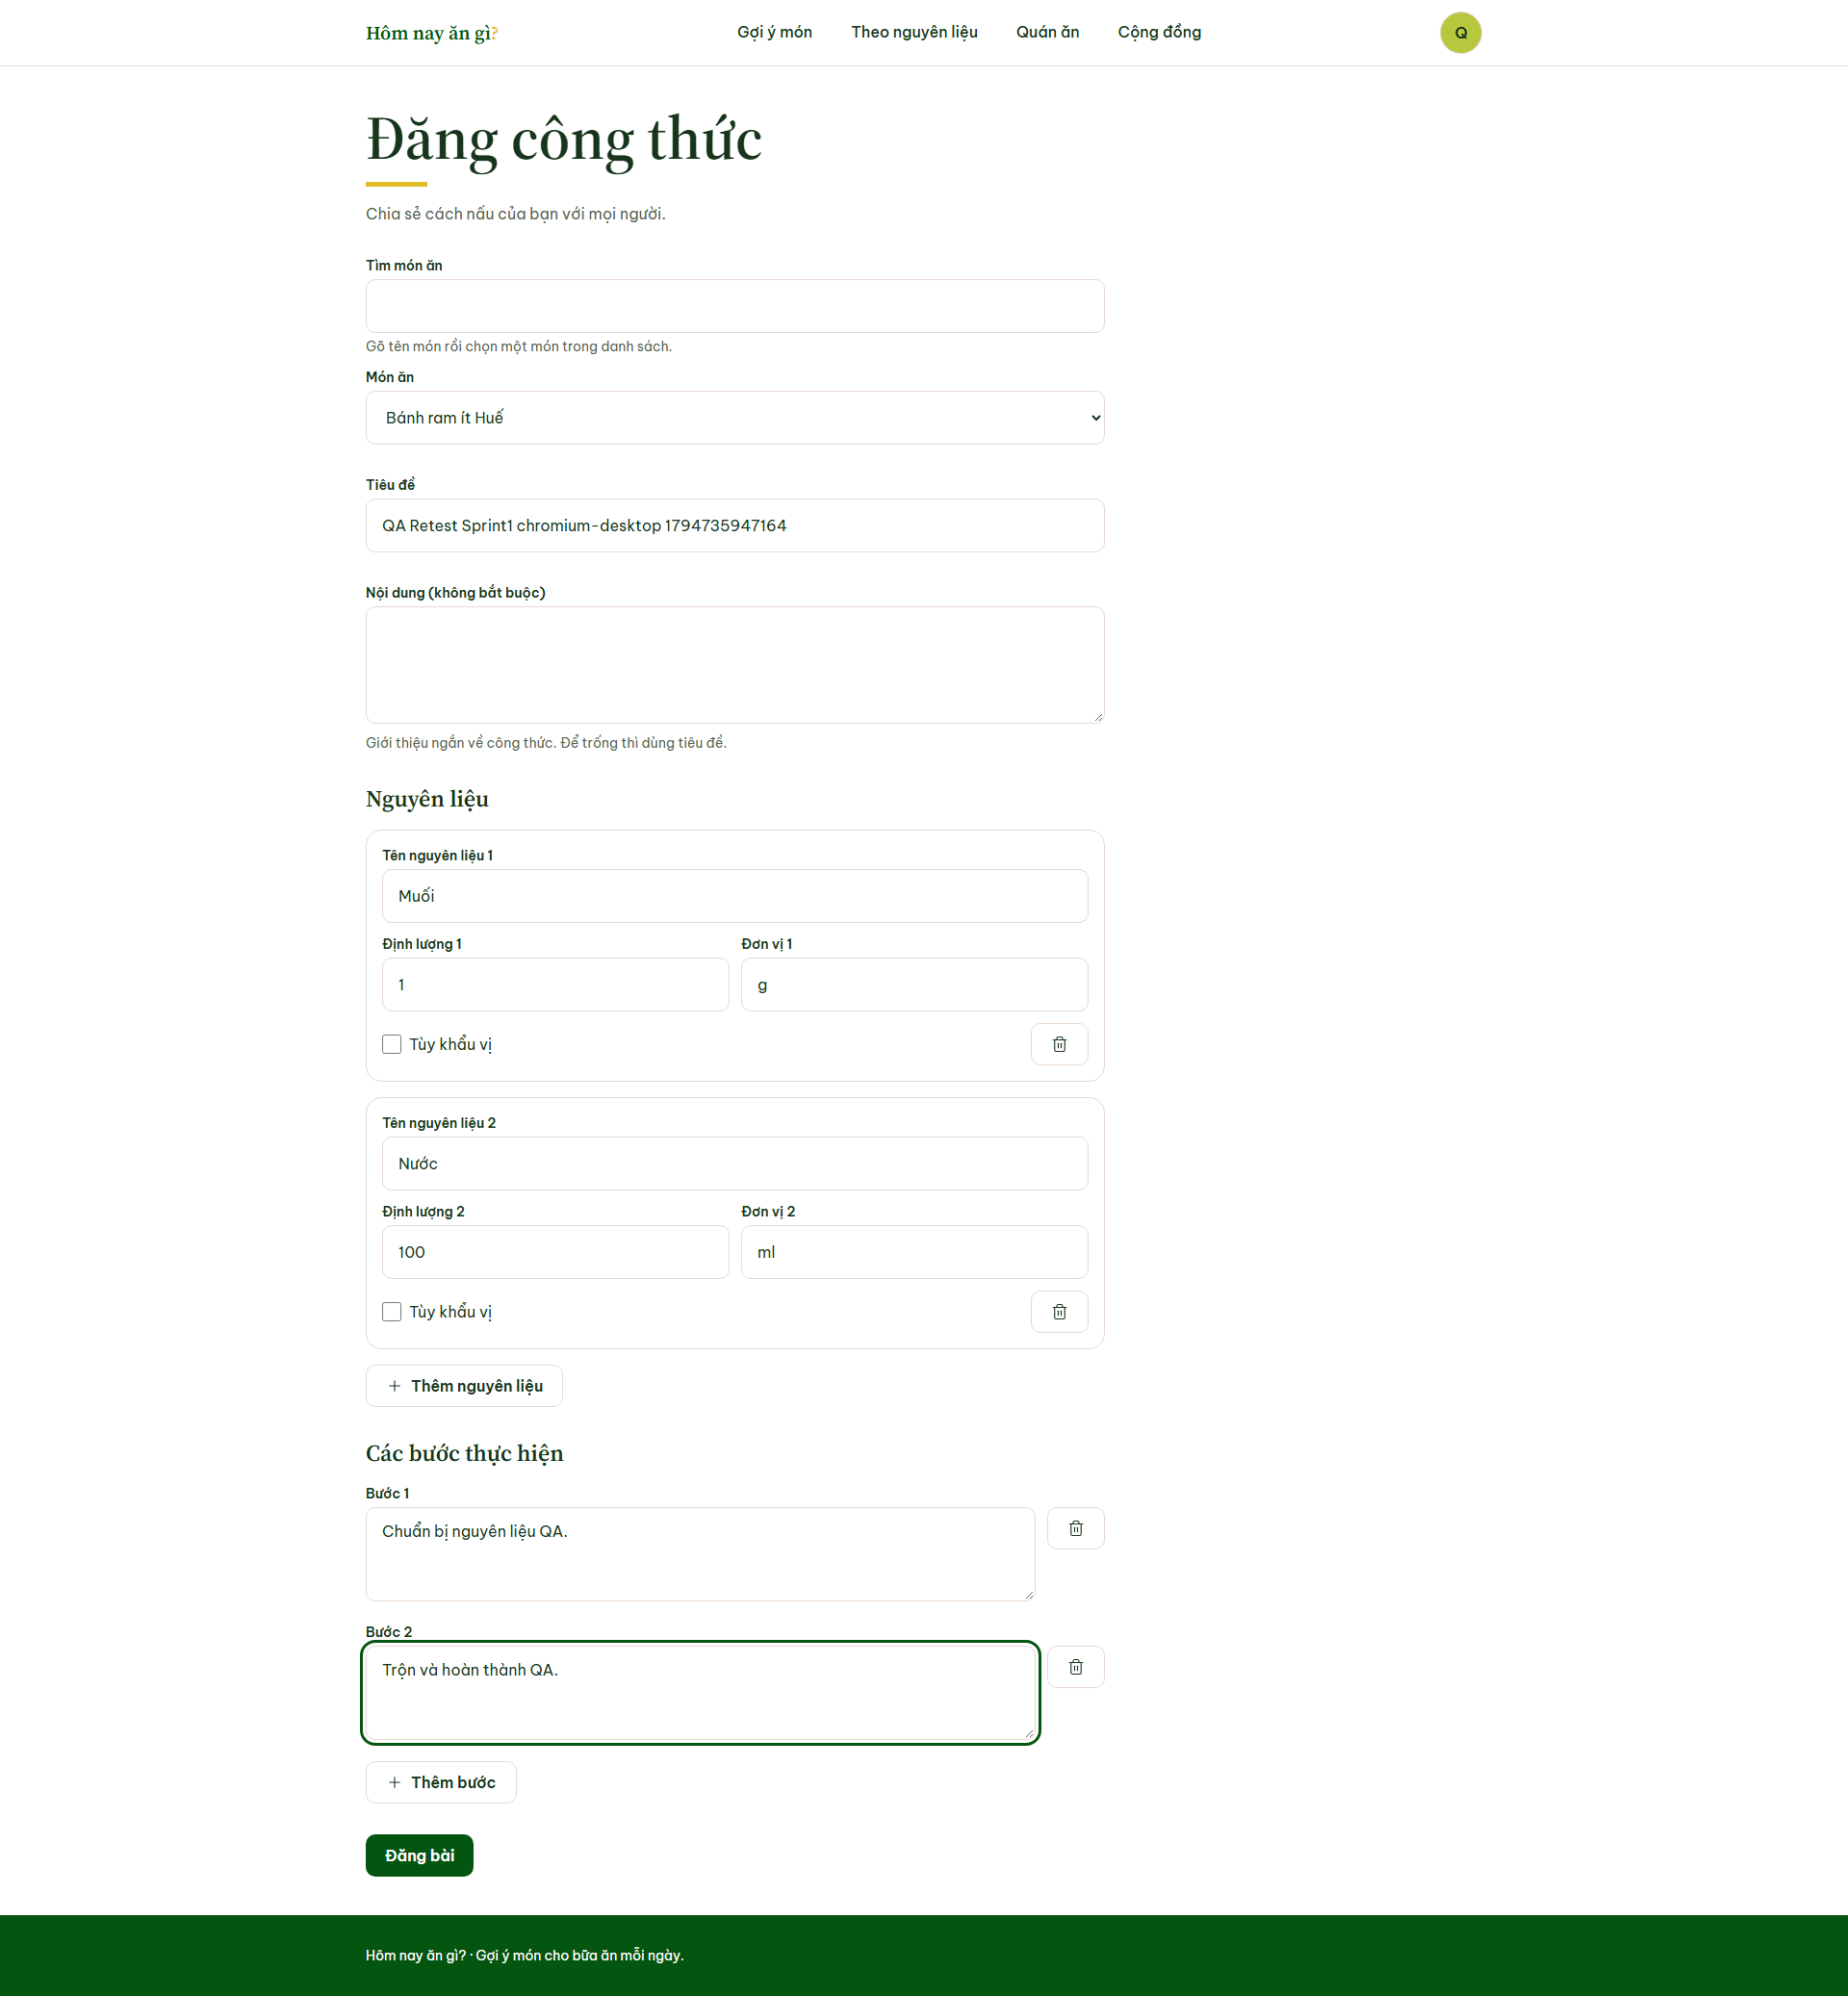 Hôm nay ăn gì?
Gợi ý món
Theo nguyên liệu
Quán ăn
Cộng đồng
Q
Đăng công thức
Chia sẻ cách nấu của bạn với mọi người.
Tìm món ăn
Gõ tên món rồi chọn một món trong danh sách.
Món ăn
Bánh ram ít Huế
Tiêu đề
QA Retest Sprint1 chromium-desktop 1794735947164
Nội dung (không bắt buộc)
Giới thiệu ngắn về công thức. Để trống thì dùng tiêu đề.
Nguyên liệu
Tên nguyên liệu 1
Muối
Định lượng 1
Đơn vị 1
1
g
Tùy khẩu vị
Tên nguyên liệu 2
Nước
Định lượng 2
Đơn vị 2
100
ml
Tùy khẩu vị
Thêm nguyên liệu
Các bước thực hiện
Bước 1
Chuẩn bị nguyên liệu QA.
Bước 2
Trộn và hoàn thành QA.
Thêm bước
Đăng bài
Hôm nay ăn gì? · Gợi ý món cho bữa ăn mỗi ngày.